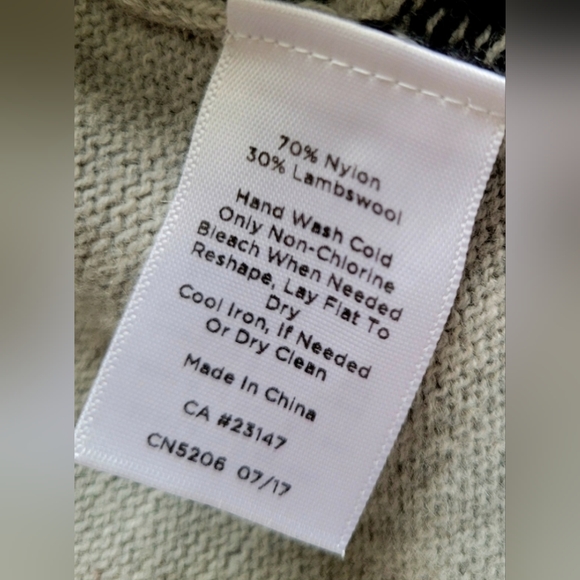 70% Nylon
30% Lambswool
Hand Wash Cold
Only Non-Chlorine
Bleach When Needed
Reshape, Lay Flat To
Dry
Cool Iron, If Needed
Or Dry Clean
Made In China
CA #23147
CN5206 07/17